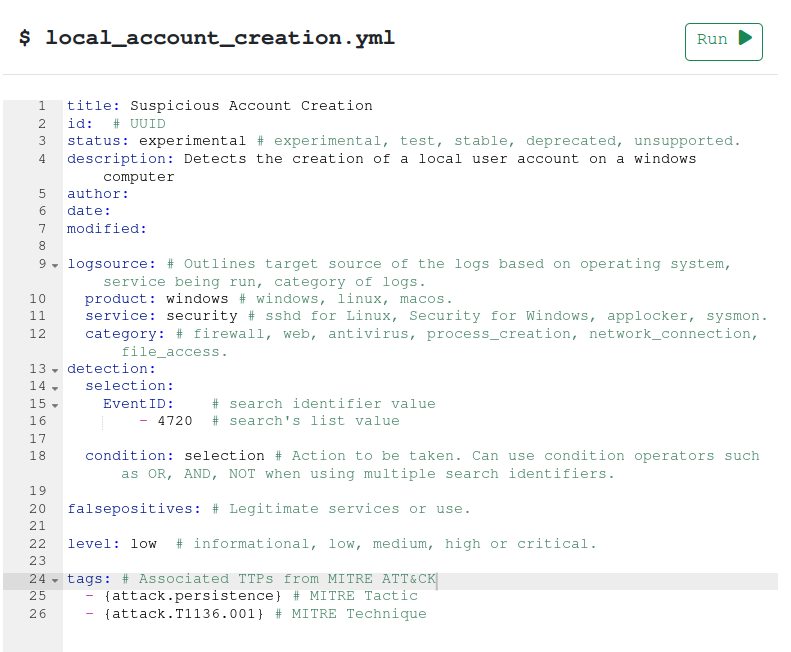 $ local_account_creation.yml
Run
1 title: Suspicious Account Creation
2 id:  # UUID
3 status: experimental # experimental, test, stable, deprecated, unsupported.
4 description: Detects the creation of a local user account on a windows
computer
5 author:
6 date:
7 modified:
8
9 logsource: # Outlines target source of the logs based on operating system,
service being run, category of logs.
10 product: windows # windows, linux, macos.
11 service: security # sshd for Linux, Security for Windows, applocker, sysmon.
12 category: # firewall, web, antivirus, process_creation, network_connection,
file_access.
13 detection:
14 selection:
15 EventID:    # search identifier value
16 - 4720  # search's list value
17
18 condition: selection # Action to be taken. Can use condition operators such
as OR, AND, NOT when using multiple search identifiers.
19
20 falsepositives: # Legitimate services or use.
21
22 level: low  # informational, low, medium, high or critical.
23
24 tags: # Associated TTPs from MITRE ATT&CK
25 - {attack.persistence} # MITRE Tactic
26 - {attack.T1136.001} # MITRE Technique